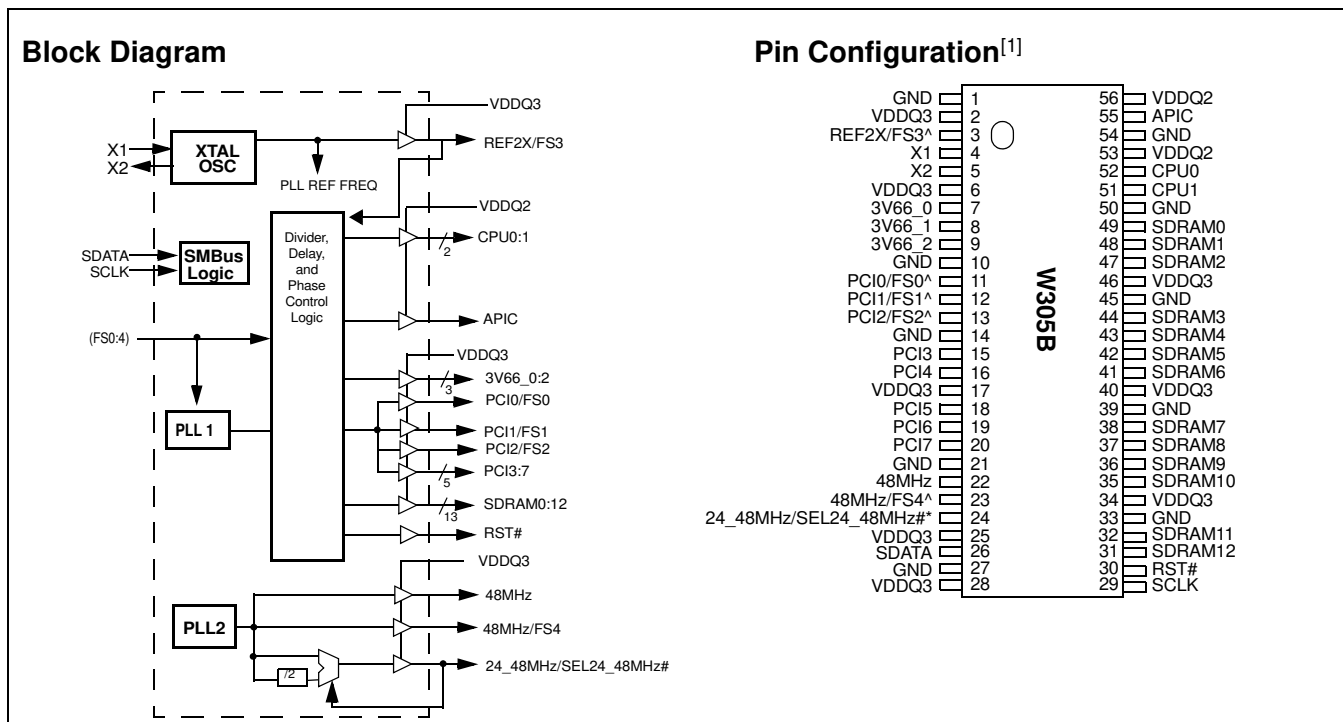 Block Diagram
VDDQ3
X1
X2
XTAL
OSC
REF2X/FS3
PLL REF FREQ
VDDQ2
Divider,
Delay,
and
Phase
Control
Logic
CPU0:1
2
SDATA
SCLK
SMBus
Logic
APIC
(FS0:4)
VDDQ3
3V66_0:2
3
PCI0/FS0
PLL 1
PCI1/FS1
PCI2/FS2
PCI3:7
5
SDRAM0:12
13
RST#
VDDQ3
48MHz
PLL2
48MHz/FS4
/2
24_48MHz/SEL24_48MHz#
Pin Configuration[1]
GND 1
VDDQ3 2
REF2X/FS3^ 3
X1 4
X2 5
VDDQ3 6
3V66_0 7
3V66_1 8
3V66_2 9
GND 10
PCI0/FS0^ 11
PCI1/FS1^ 12
PCI2/FS2^ 13
GND 14
PCI3 15
PCI4 16
VDDQ3 17
PCI5 18
PCI6 19
PCI7 20
GND 21
48MHz 22
48MHz/FS4^ 23
24_48MHz/SEL24_48MHz#* 24
VDDQ3 25
SDATA 26
GND 27
VDDQ3 28
W305B
56 VDDQ2
55 APIC
54 GND
53 VDDQ2
52 CPU0
51 CPU1
50 GND
49 SDRAM0
48 SDRAM1
47 SDRAM2
46 VDDQ3
45 GND
44 SDRAM3
43 SDRAM4
42 SDRAM5
41 SDRAM6
40 VDDQ3
39 GND
38 SDRAM7
37 SDRAM8
36 SDRAM9
35 SDRAM10
34 VDDQ3
33 GND
32 SDRAM11
31 SDRAM12
30 RST#
29 SCLK